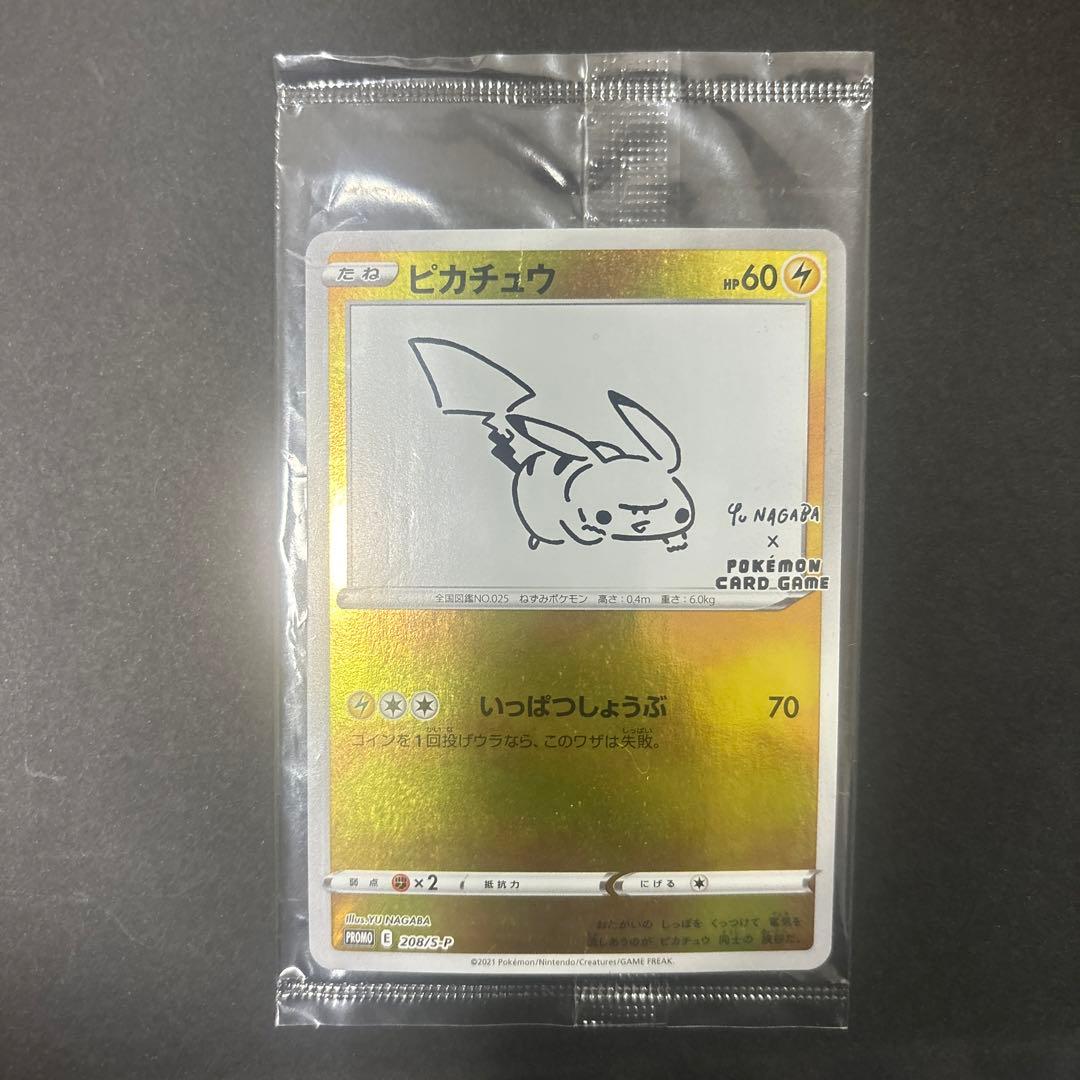 たね ピカチュウ HP60
YU NAGABA
×
POKÉMON
CARD GAME
全国図鑑NO.025 ねずみポケモン 高さ:0.4m 重さ:6.0kg
いっぱつしょうぶ 70
コインを1回投げウラなら、このワザは失敗。
弱点 ×2 抵抗力 にげる
Illus.YU NAGABA
おたがいの しっぽを くっつけて 電気を
流しあうのが ピカチュウ 同士の 挨拶だ。
PROMO E 208/S-P
©2021 Pokémon/Nintendo/Creatures/GAME FREAK.